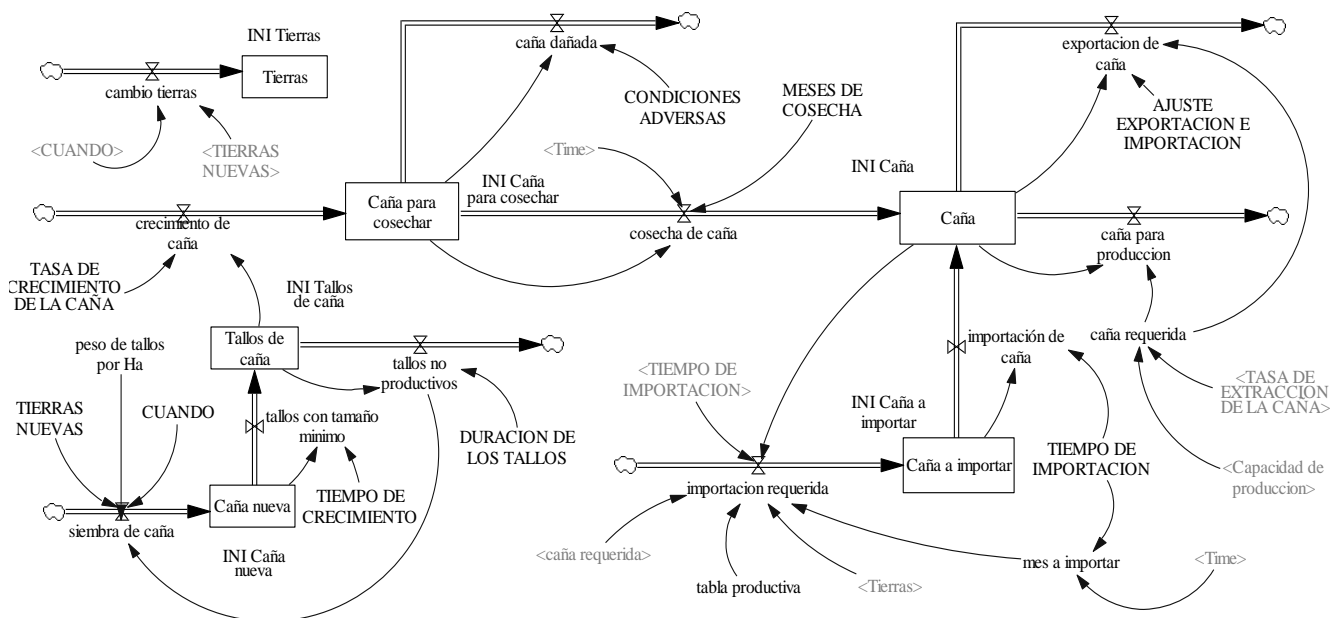 INI Tierras
Tierras
cambio tierras
<CUANDO>
<TIERRAS
NUEVAS>
caña dañada
CONDICIONES
ADVERSAS
MESES DE
COSECHA
<Time>
exportacion de
caña
AJUSTE
EXPORTACION E
IMPORTACION
INI Caña
Caña para
cosechar
INI Caña
para cosechar
cosecha de caña
Caña
caña para
produccion
crecimiento de
caña
TASA DE
CRECIMIENTO
DE LA CAÑA
INI Tallos
de caña
Tallos de
caña
tallos no
productivos
peso de tallos
por Ha
TIERRAS
NUEVAS
CUANDO
tallos con tamaño
minimo
DURACION DE
LOS TALLOS
Caña nueva
TIEMPO DE
CRECIMIENTO
siembra de caña
INI Caña
nueva
caña requerida
<TIEMPO DE
IMPORTACION>
importación de
caña
<TASA DE
EXTRACCION
DE LA CAÑA>
INI Caña a
importar
Caña a importar
TIEMPO DE
IMPORTACION
<Capacidad de
produccion>
importacion requerida
<caña requerida>
tabla productiva
<Tierras>
mes a importar
<Time>